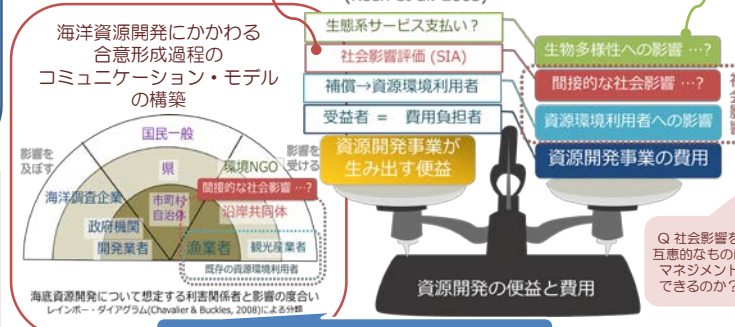 海洋資源開発にかかわる
合意形成過程の
コミュニケーション・モデル
の構築
国民一般
影響を
及ぼす
影響を
受ける
県
環境NGO
間接的な社会影響 …?
海洋調査企業
市町村
自治体
沿岸共同体
政府機関
開発業者
漁業者
観光産業者
既存の資源環境利用者
海底資源開発について想定する利害関係者と影響の度合い
レインボー・ダイアグラム(Chavalier & Buckles, 2008)による分類
生態系サービス支払い？
社会影響評価 (SIA)
補償→資源環境利用者
受益者 ＝ 費用負担者
資源開発事業が
生み出す便益
生物多様性への影響 …?
間接的な社会影響 …?
資源環境利用者への影響
資源開発事業の費用
社会影響
資源開発の便益と費用
Q 社会影響を
互恵的なものに
マネジメント
できるのか？